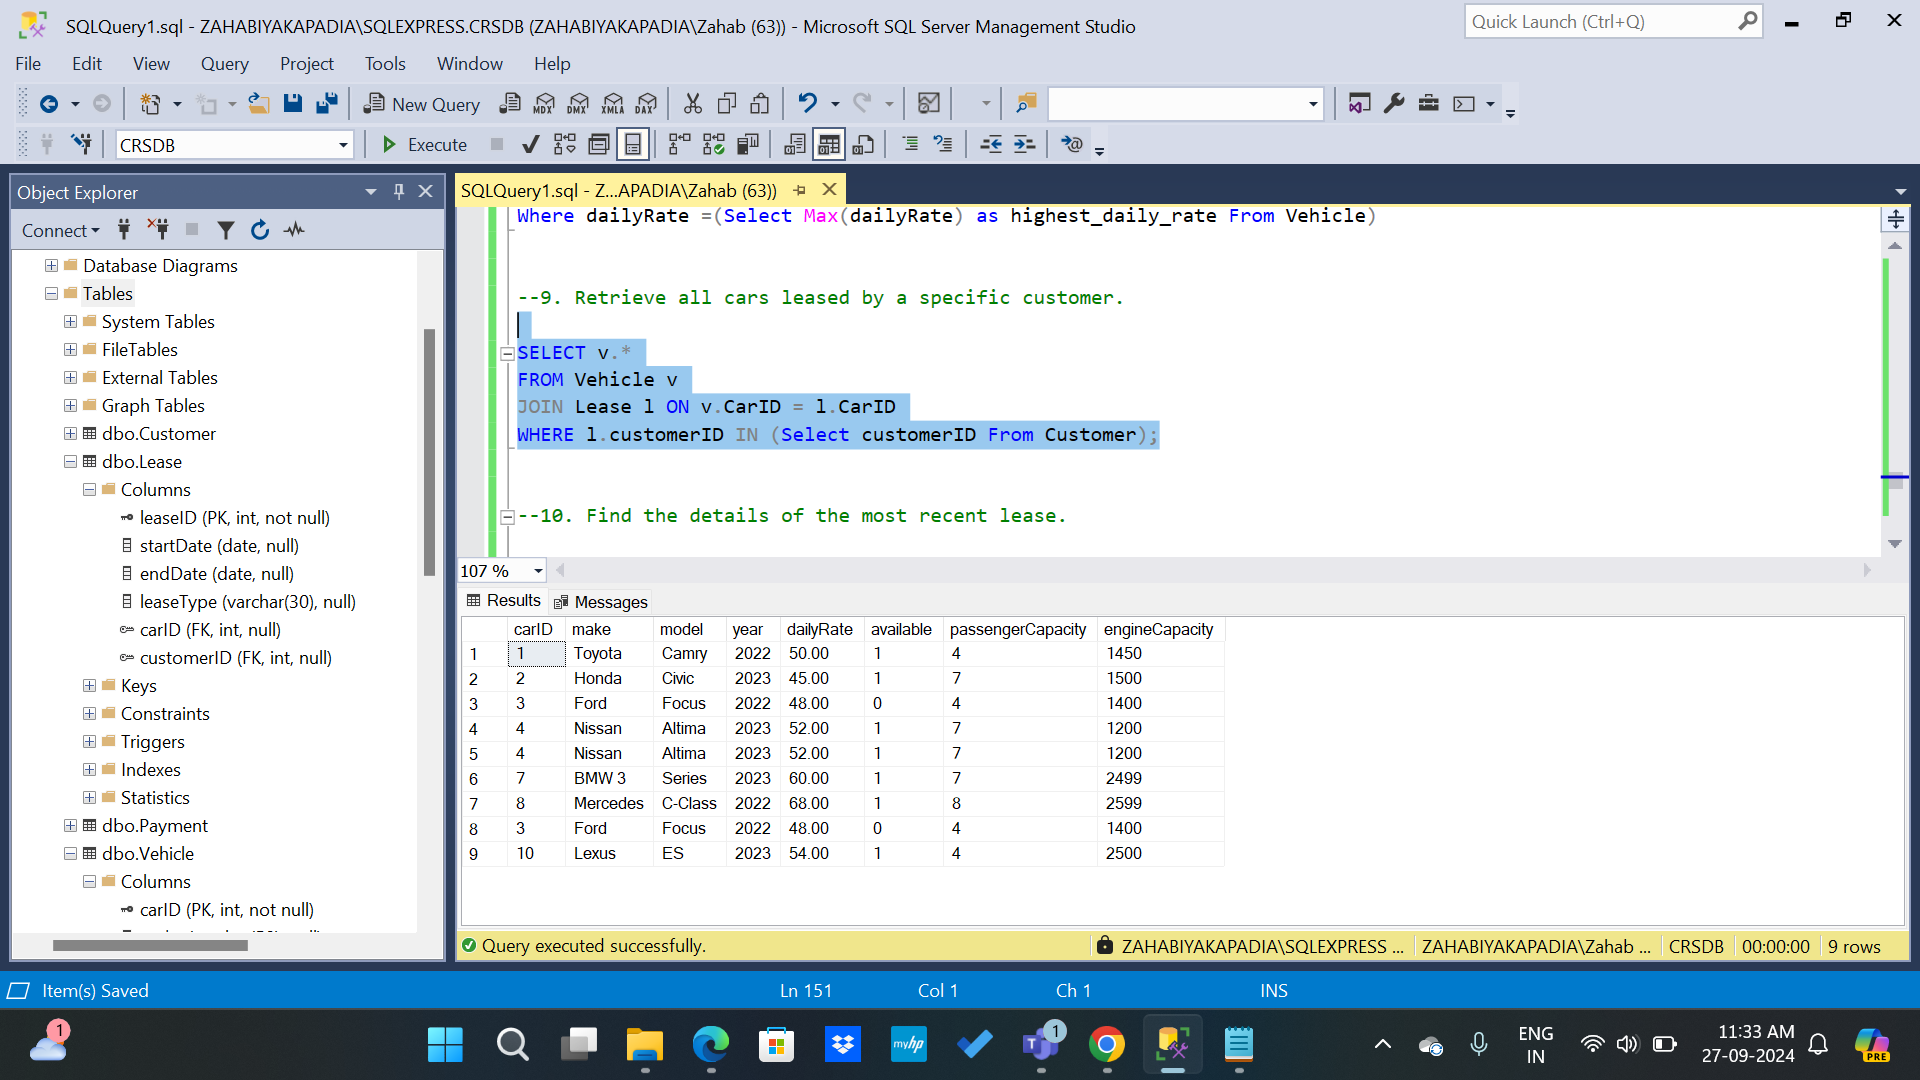 SQLQuery1.sql - ZAHABIYAKAPADIA\SQLEXPRESS.CRSDB (ZAHABIYAKAPADIA\Zahab (63)) - Microsoft SQL Server Management Studio
Quick Launch (Ctrl+Q)
File Edit View Query Project Tools Window Help
New Query MDX DMX XMLA DAX
CRSDB Execute
Object Explorer
SQLQuery1.sql - Z...APADIA\Zahab (63))
Connect
Database Diagrams
Tables
System Tables
FileTables
External Tables
Graph Tables
dbo.Customer
dbo.Lease
Columns
leaseID (PK, int, not null)
startDate (date, null)
endDate (date, null)
leaseType (varchar(30), null)
carID (FK, int, null)
customerID (FK, int, null)
Keys
Constraints
Triggers
Indexes
Statistics
dbo.Payment
dbo.Vehicle
Columns
carID (PK, int, not null)
Where dailyRate =(Select Max(dailyRate) as highest_daily_rate From Vehicle)
--9. Retrieve all cars leased by a specific customer.
SELECT v.*
FROM Vehicle v
JOIN Lease l ON v.CarID = l.CarID
WHERE l.customerID IN (Select customerID From Customer);
--10. Find the details of the most recent lease.
107 %
Results Messages
carID make model year dailyRate available passengerCapacity engineCapacity
1 1 Toyota Camry 2022 50.00 1 4 1450
2 2 Honda Civic 2023 45.00 1 7 1500
3 3 Ford Focus 2022 48.00 0 4 1400
4 4 Nissan Altima 2023 52.00 1 7 1200
5 4 Nissan Altima 2023 52.00 1 7 1200
6 7 BMW 3 Series 2023 60.00 1 7 2499
7 8 Mercedes C-Class 2022 68.00 1 8 2599
8 3 Ford Focus 2022 48.00 0 4 1400
9 10 Lexus ES 2023 54.00 1 4 2500
Query executed successfully. ZAHABIYAKAPADIA\SQLEXPRESS ... ZAHABIYAKAPADIA\Zahab ... CRSDB 00:00:00 9 rows
Item(s) Saved Ln 151 Col 1 Ch 1 INS
1
myhp
1
ENG
IN
11:33 AM
27-09-2024
PRE